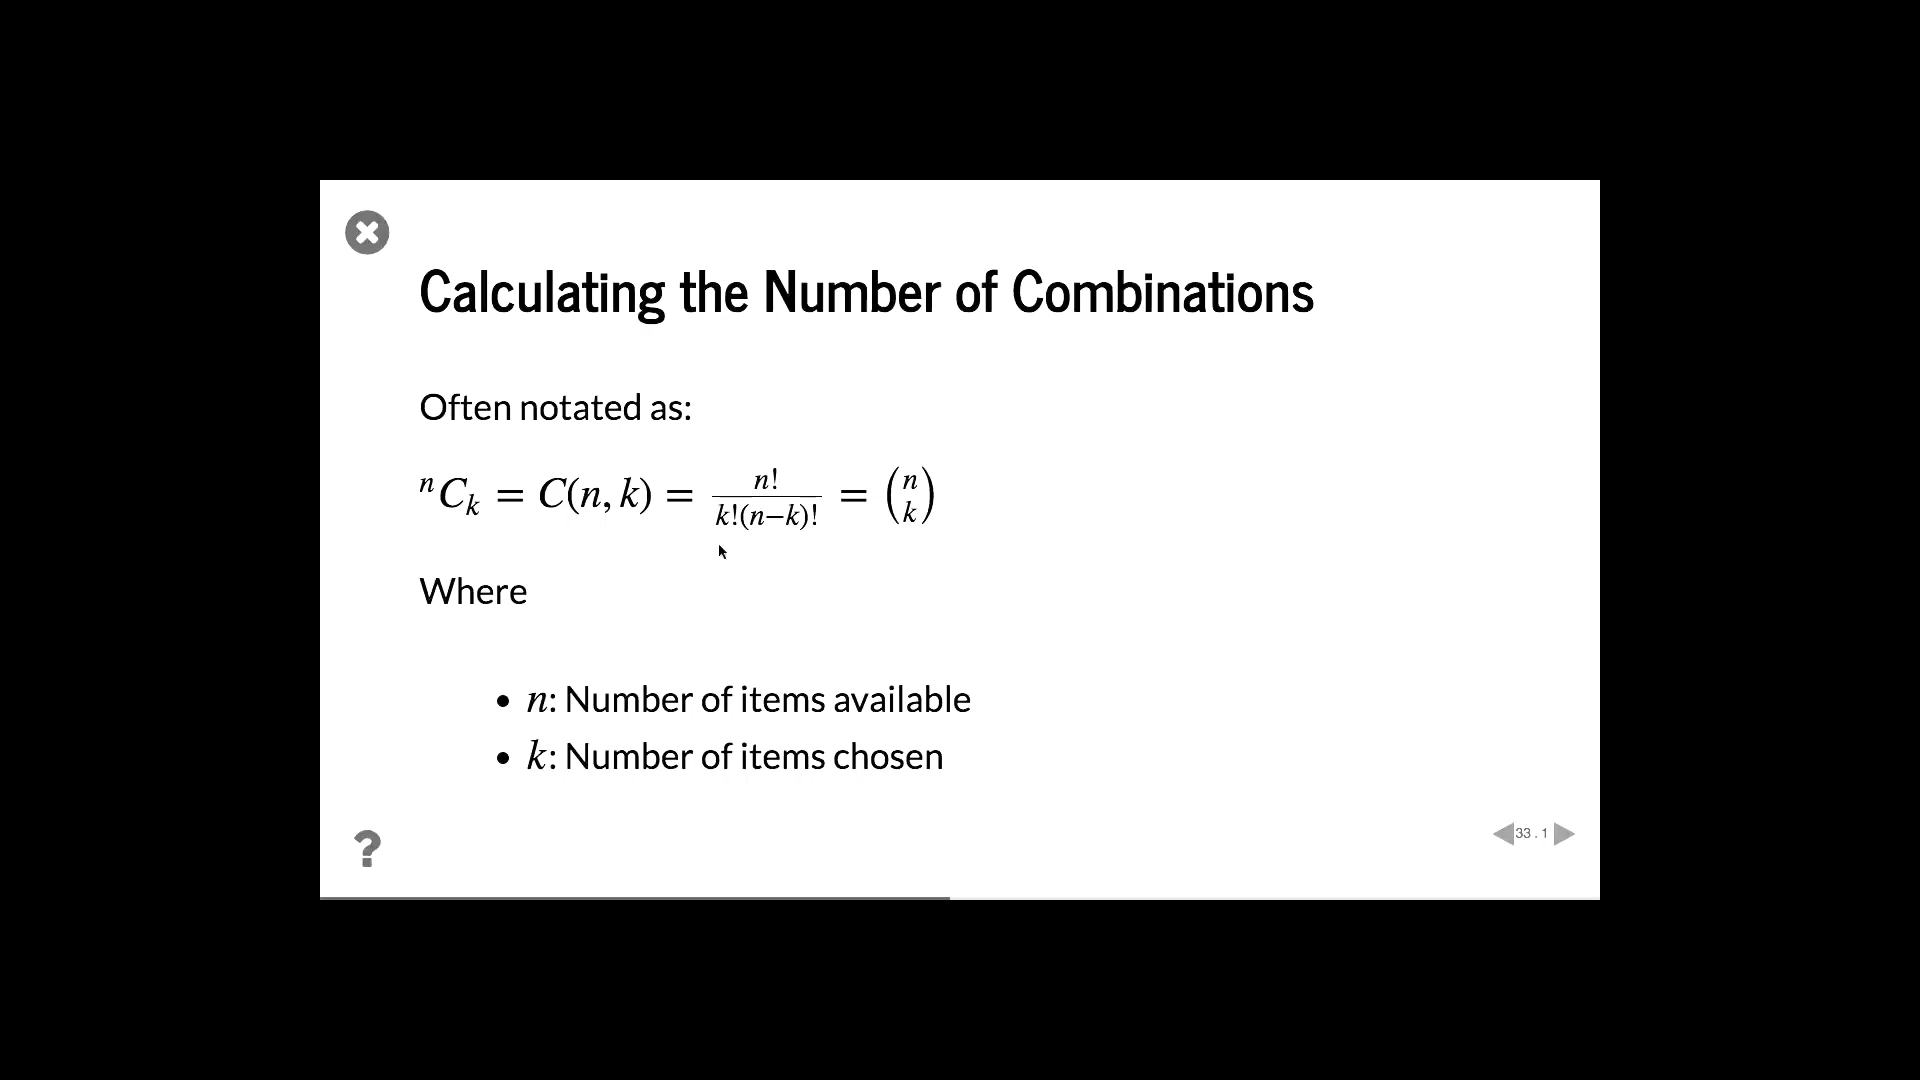 Calculating the Number of Combinations
Often notated as:
ⁿCₖ = C(n, k) = n! / k!(n−k)! = (n k)
Where
• n: Number of items available
• k: Number of items chosen
?
33 . 1